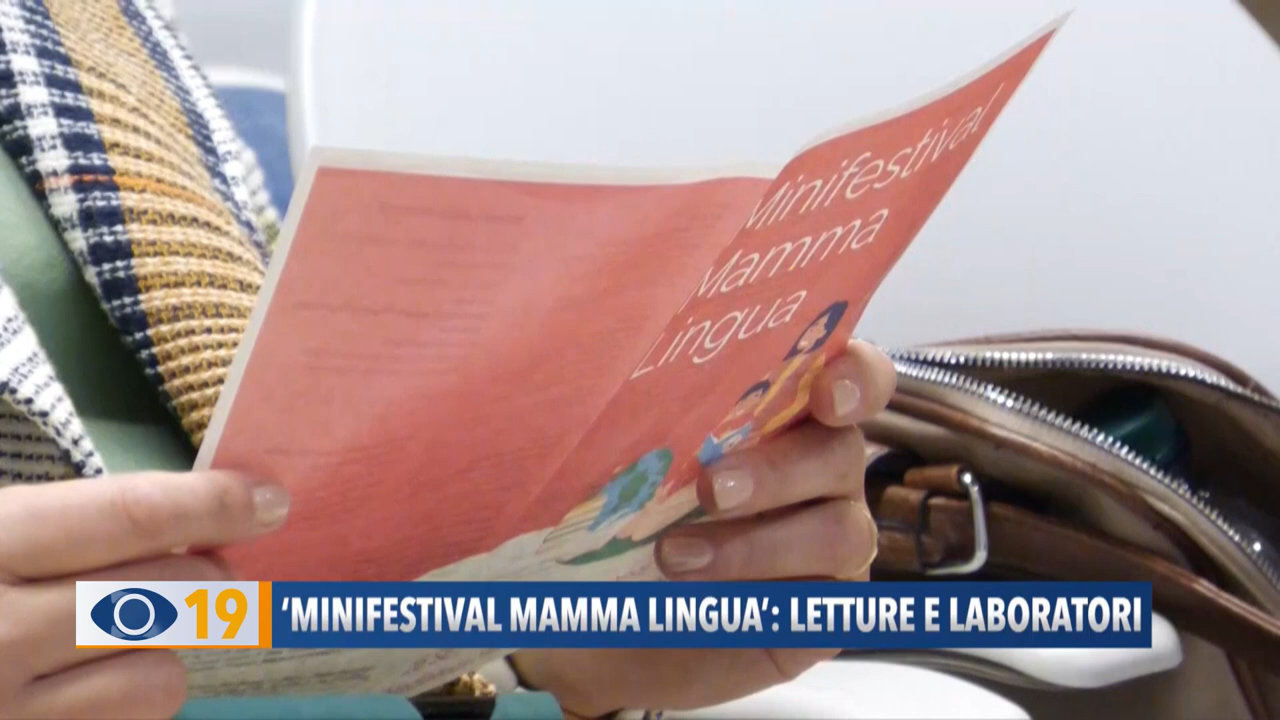 Minifestival
Mamma
Lingua
19
‘MINIFESTIVAL MAMMA LINGUA’: LETTURE E LABORATORI